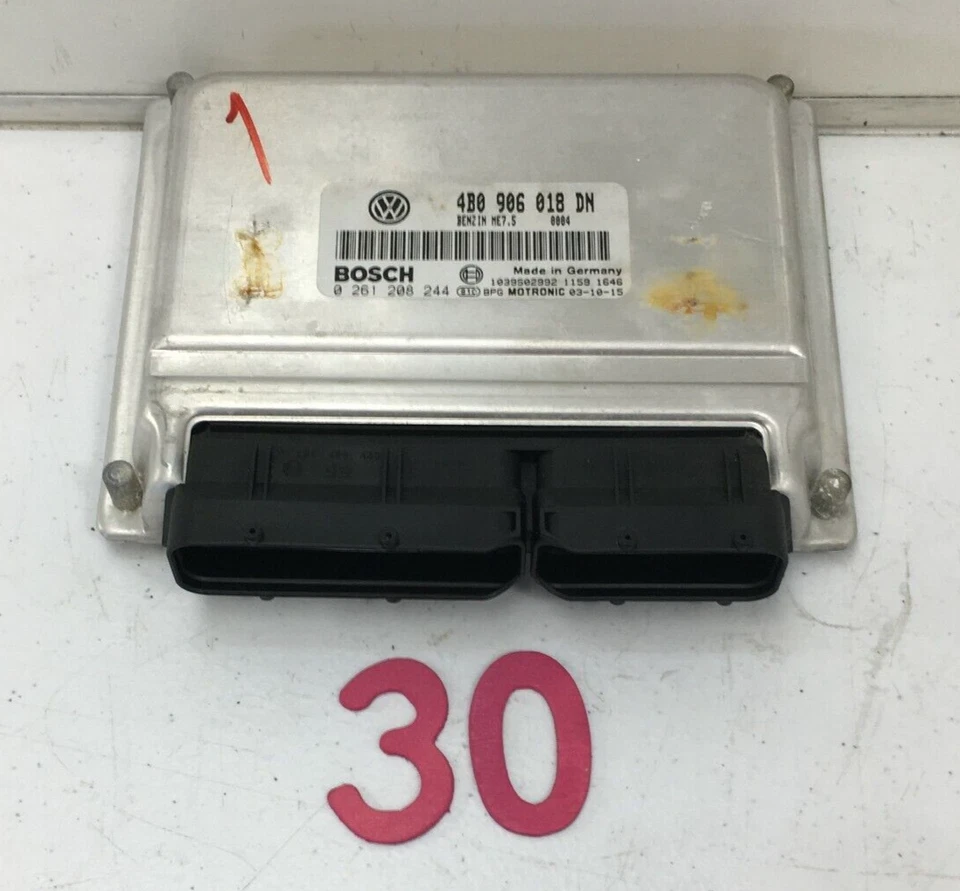 1
4B0 906 018 DN
BENZIN ME7.5 0004
BOSCH Made in Germany
1039S02992 1159 1646
0 261 208 244 BPG MOTRONIC 03-10-15
30